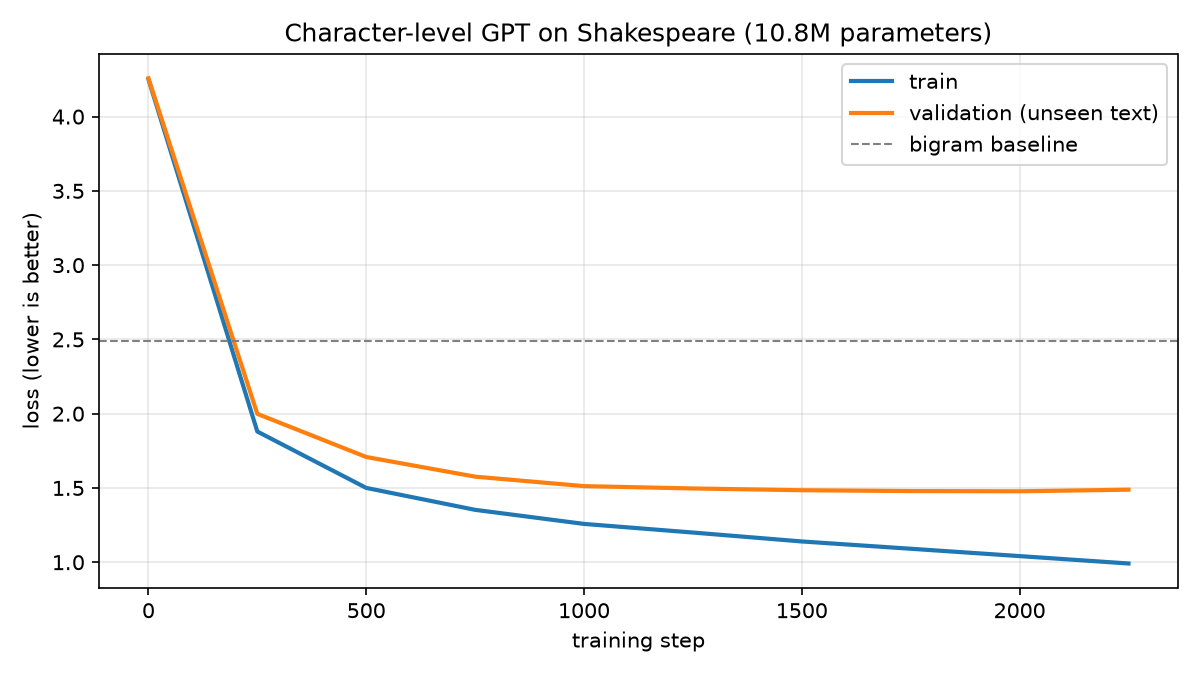 Character-level GPT on Shakespeare (10.8M parameters)
train
validation (unseen text)
bigram baseline
loss (lower is better)
4.0
3.5
3.0
2.5
2.0
1.5
1.0
0 500 1000 1500 2000
training step